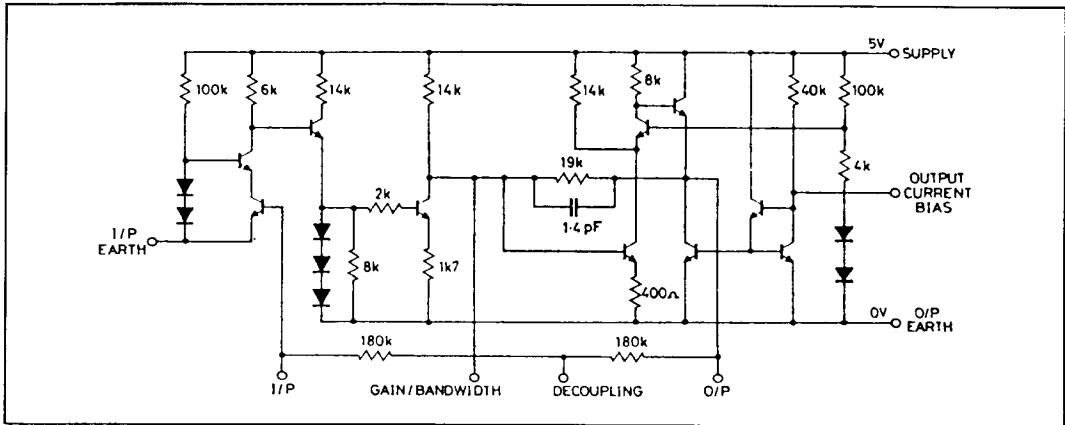 5V SUPPLY
100k 6k 14k 14k 14k 8k 40k 100k
19k 4k
1·4 pF
2k
OUTPUT CURRENT BIAS
I/P EARTH
8k 1k7 400Ω
0V O/P EARTH
180k 180k
I/P GAIN/BANDWIDTH DECOUPLING O/P